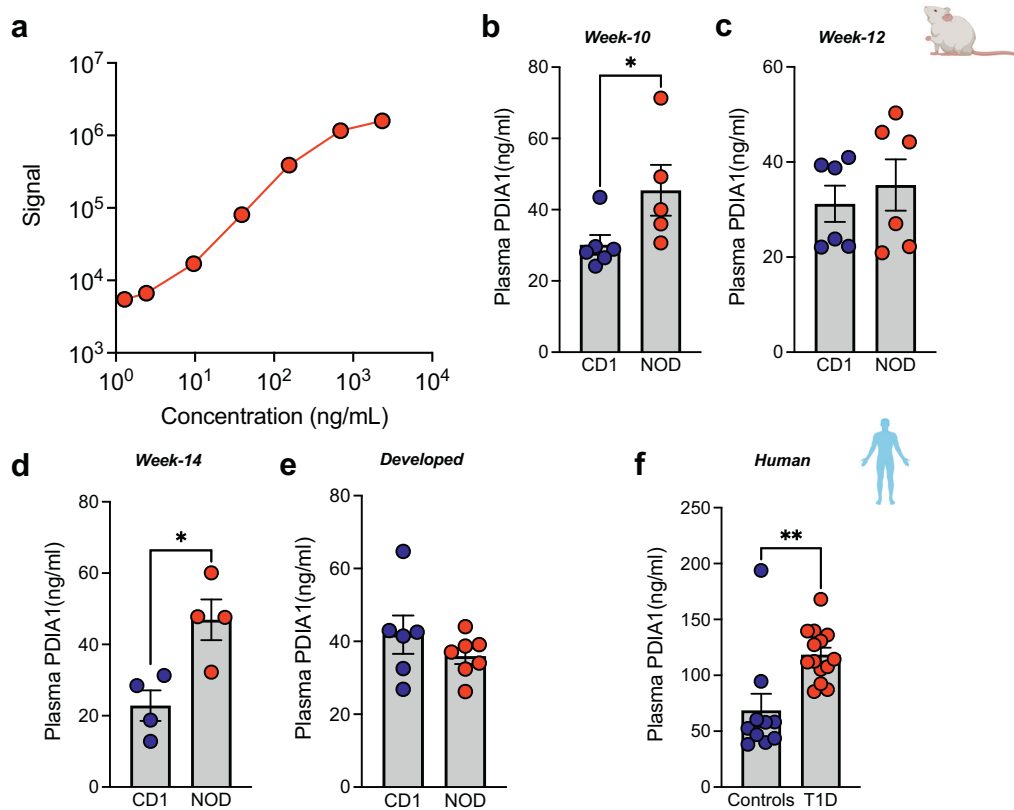 a
10⁷
10⁶
10⁵
10⁴
10³
Signal
10⁰ 10¹ 10² 10³ 10⁴
Concentration (ng/mL)
b
Week-10
*
80
60
40
20
0
Plasma PDIA1(ng/ml)
CD1 NOD
c
Week-12
60
40
20
0
Plasma PDIA1(ng/ml)
CD1 NOD
d
Week-14
*
80
60
40
20
0
Plasma PDIA1(ng/ml)
CD1 NOD
e
Developed
80
60
40
20
0
Plasma PDIA1(ng/ml)
CD1 NOD
f
Human
**
250
200
150
100
50
0
Plasma PDIA1(ng/ml)
Controls T1D